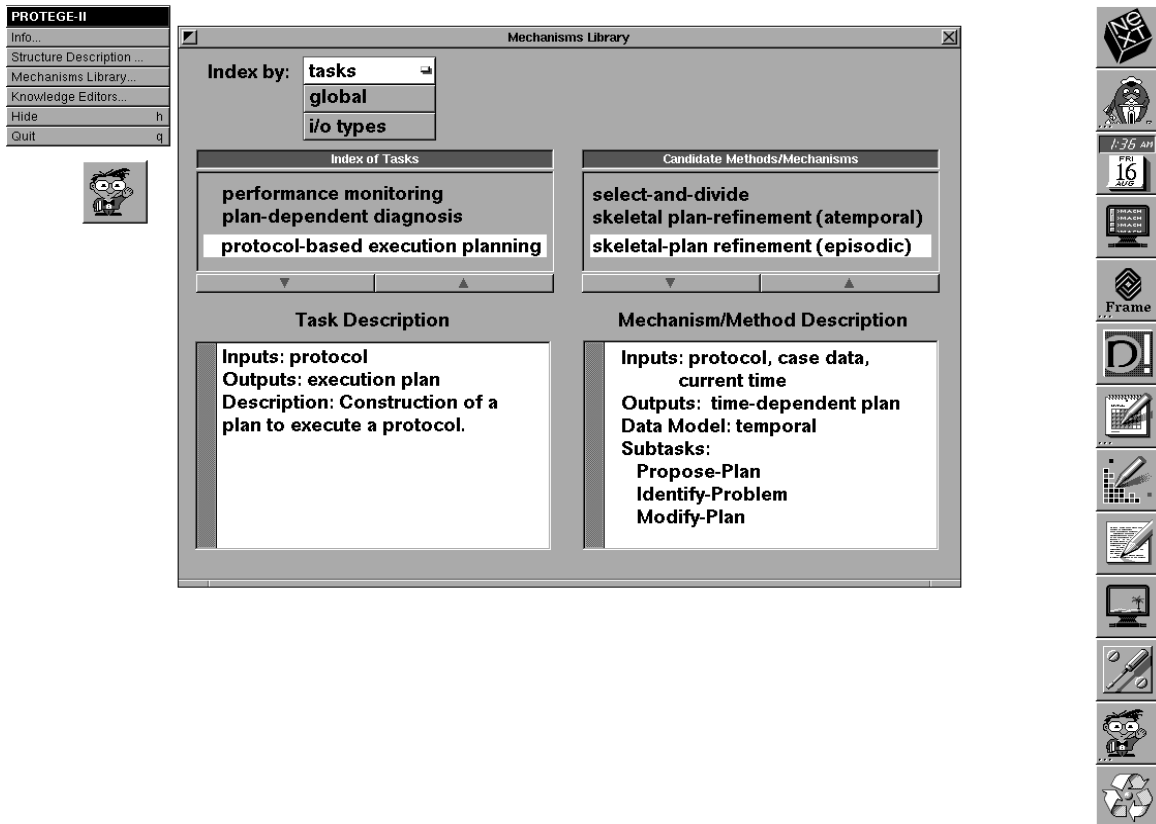 PROTEGE-II
Info...
Structure Description ...
Mechanisms Library...
Knowledge Editors...
Hide h
Quit q
Mechanisms Library
Index by: tasks
global
i/o types
Index of Tasks
performance monitoring
plan-dependent diagnosis
protocol-based execution planning
Candidate Methods/Mechanisms
select-and-divide
skeletal plan-refinement (atemporal)
skeletal-plan refinement (episodic)
Task Description
Inputs: protocol
Outputs: execution plan
Description: Construction of a
plan to execute a protocol.
Mechanism/Method Description
Inputs: protocol, case data,
current time
Outputs: time-dependent plan
Data Model: temporal
Subtasks:
Propose-Plan
Identify-Problem
Modify-Plan
NeXT
1:36 AM
FRI
16
AUG
Frame
D!